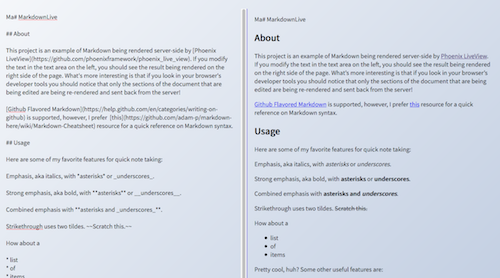 Ma# MarkdownLive
## About
This project is an example of Markdown being rendered server-side by [Phoenix
LiveView](https://github.com/phoenixframework/phoenix_live_view). If you modify
the text in the text area on the left, you should see the result being rendered
on the right side of the page. What's more interesting is that if you look in your browser's
developer tools you should notice that only the sections of the document that are
being edited are being re-rendered and sent back from the server!
[Github Flavored Markdown](https://help.github.com/en/categories/writing-on-
github) is supported, however, I prefer [this](https://github.com/adam-p/markdown-
here/wiki/Markdown-Cheatsheet) resource for a quick reference on Markdown syntax.
## Usage
Here are some of my favorite features for quick note taking:
Emphasis, aka italics, with *asterisks* or _underscores_.
Strong emphasis, aka bold, with **asterisks** or __underscores__.
Combined emphasis with **asterisks and _underscores_**.
Strikethrough uses two tildes. ~~Scratch this.~~
How about a
* list
* of
* items
Ma# MarkdownLive
About
This project is an example of Markdown being rendered server-side by Phoenix LiveView.
If you modify the text in the text area on the left, you should see the result being rendered
on the right side of the page. What's more interesting is that if you look in your browser's
developer tools you should notice that only the sections of the document that are being
edited are being re-rendered and sent back from the server!
Github Flavored Markdown is supported, however, I prefer this resource for a quick
reference on Markdown syntax.
Usage
Here are some of my favorite features for quick note taking:
Emphasis, aka italics, with asterisks or underscores.
Strong emphasis, aka bold, with asterisks or underscores.
Combined emphasis with asterisks and underscores.
Strikethrough uses two tildes. Scratch this.
How about a
list
of
items
Pretty cool, huh? Some other useful features are: